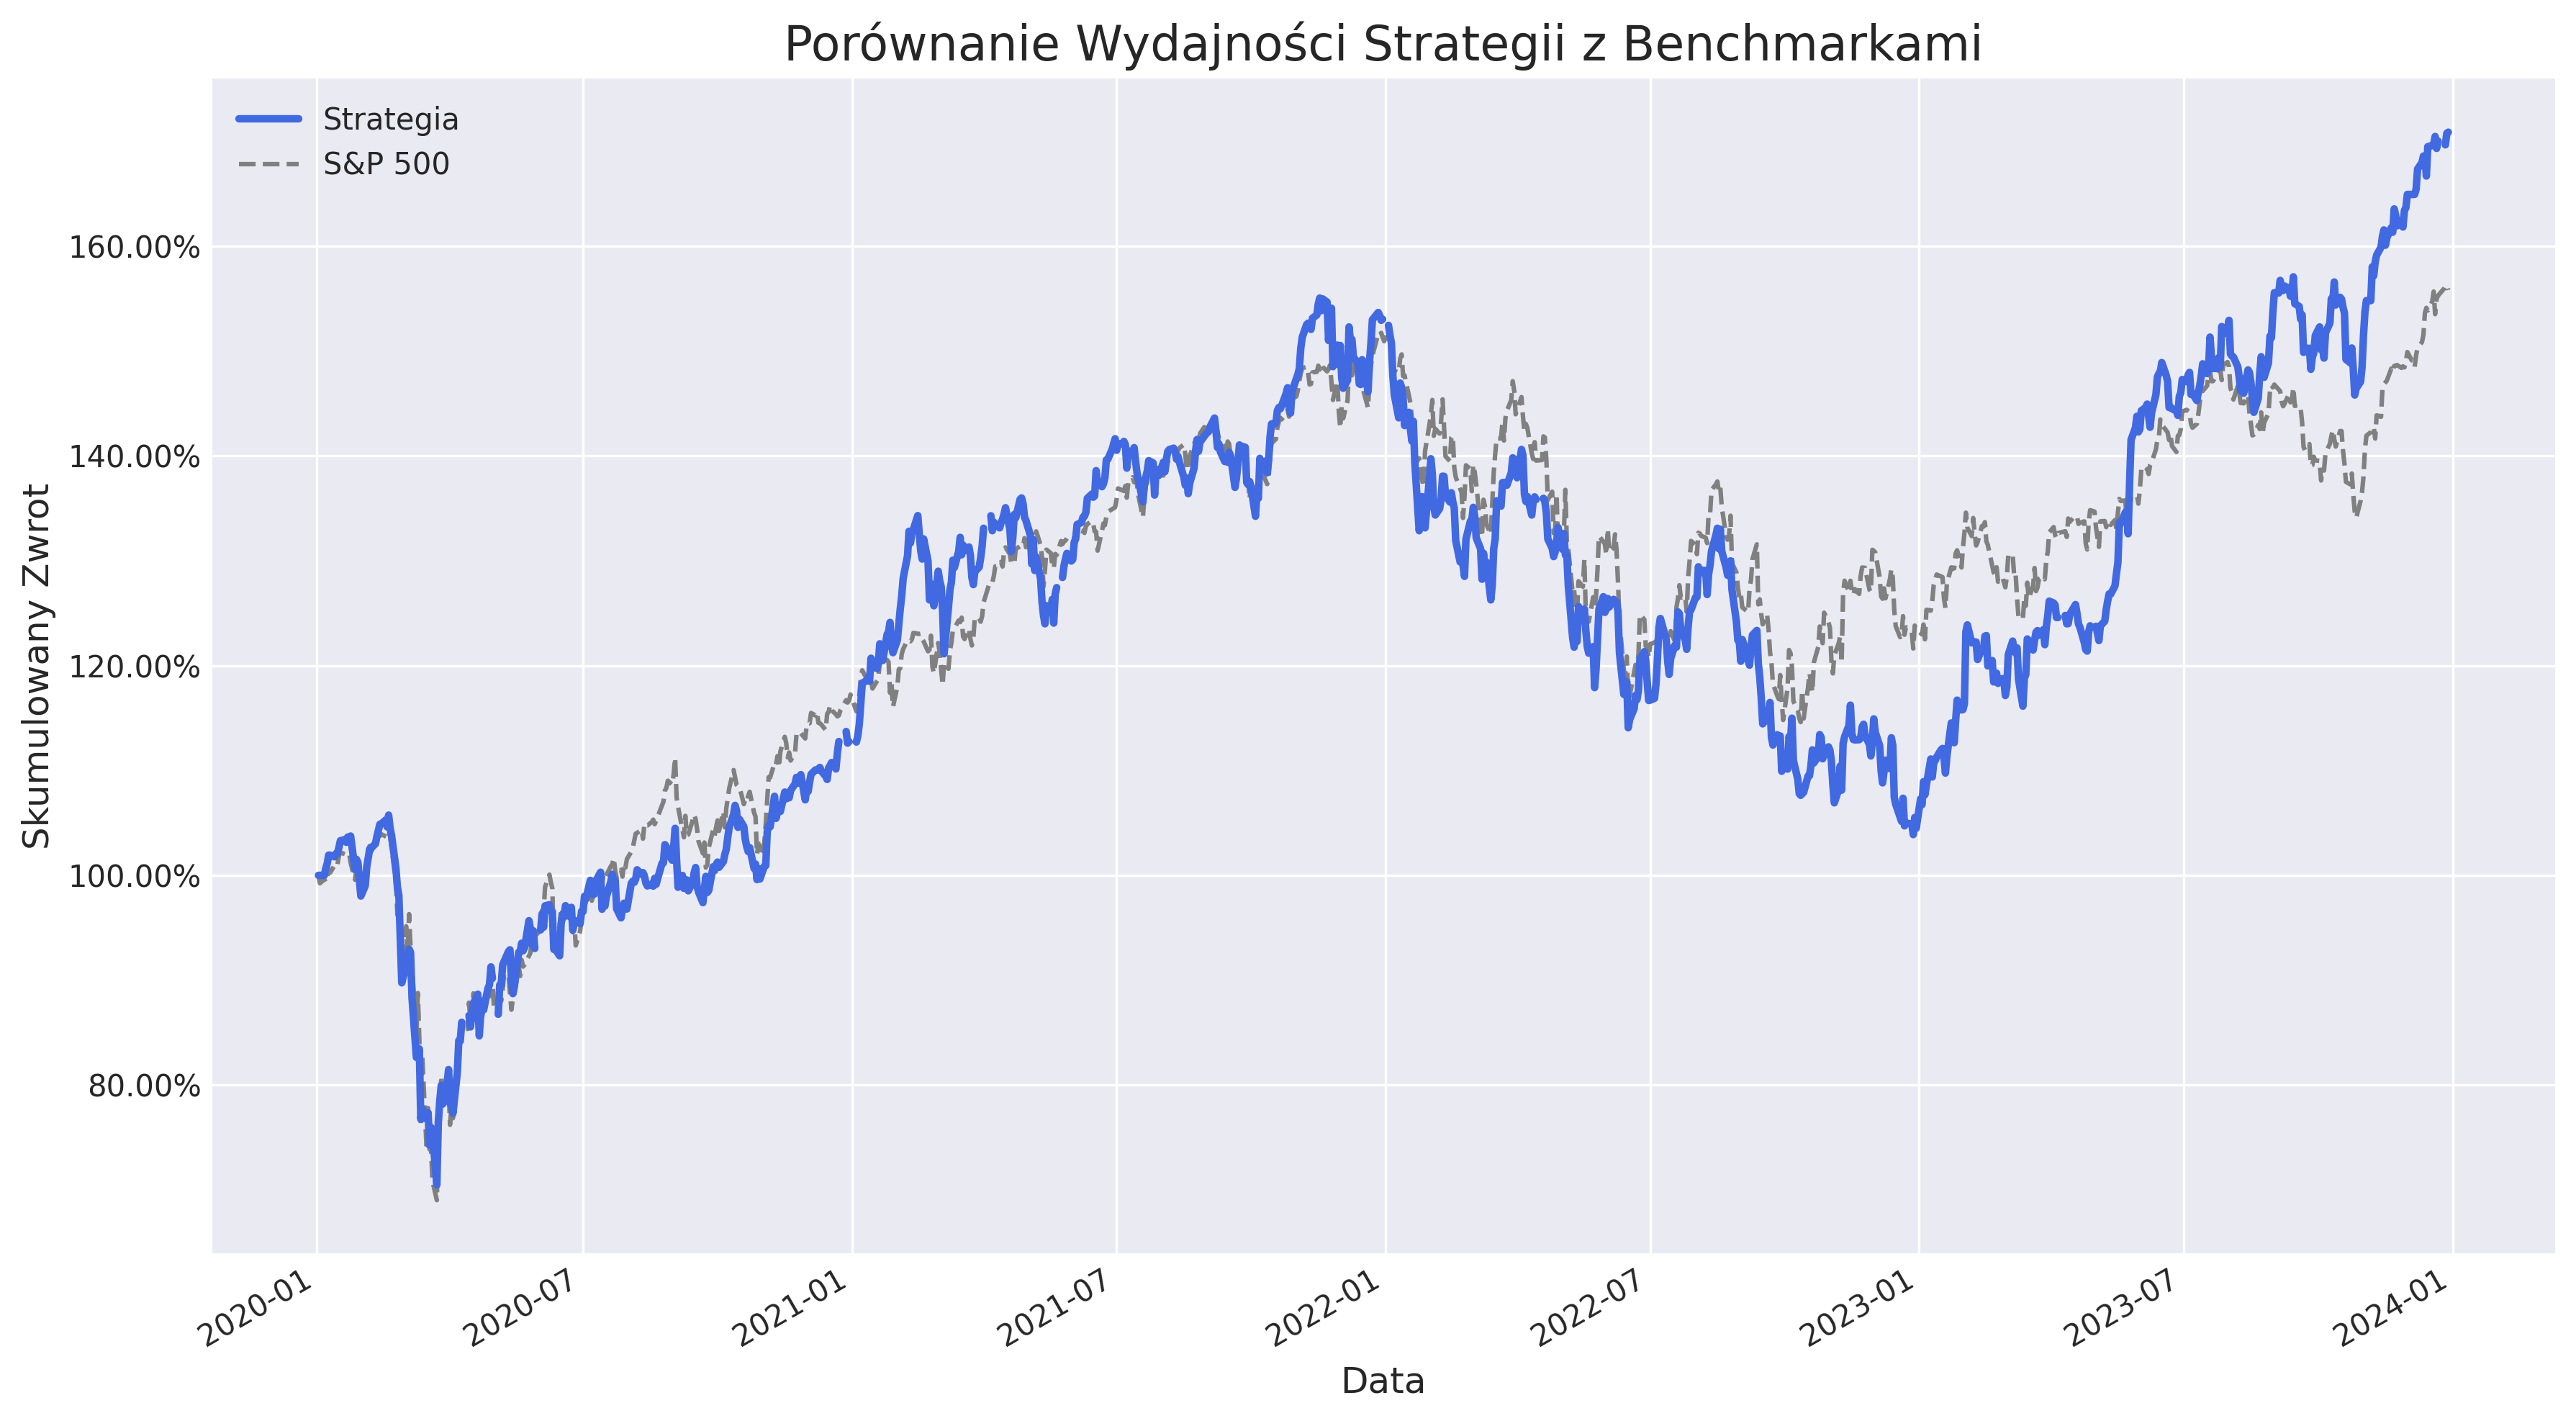 Porównanie Wydajności Strategii z Benchmarkami
Strategia
S&P 500
160.00%
140.00%
120.00%
100.00%
80.00%
Skumulowany Zwrot
2020-01
2020-07
2021-01
2021-07
2022-01
2022-07
2023-01
2023-07
2024-01
Data